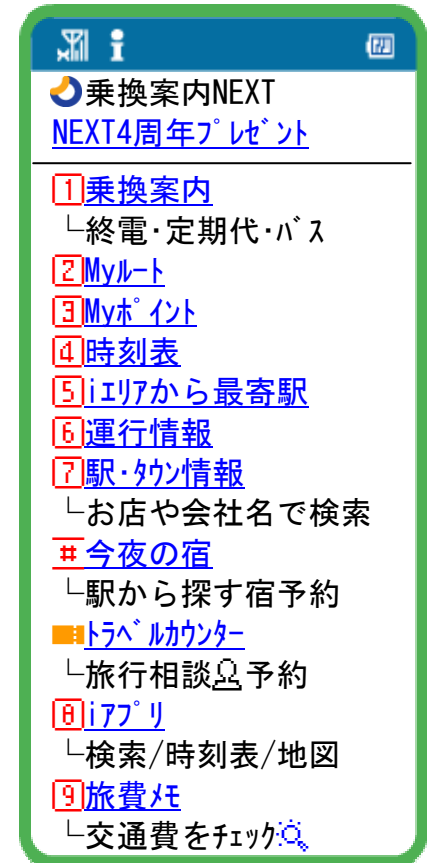 乗換案内NEXT
NEXT4周年ﾌﾟﾚｾﾞﾝﾄ
1乗換案内
└終電･定期代･ﾊﾞｽ
2Myﾙｰﾄ
3Myﾎﾟｲﾝﾄ
4時刻表
5iｴﾘｱから最寄駅
6運行情報
7駅･ﾀｳﾝ情報
└お店や会社名で検索
#今夜の宿
└駅から探す宿予約
ﾄﾗﾍﾞﾙｶｳﾝﾀｰ
└旅行相談予約
8iｱﾌﾟﾘ
└検索/時刻表/地図
9旅費ﾒﾓ
└交通費をﾁｪｯｸ